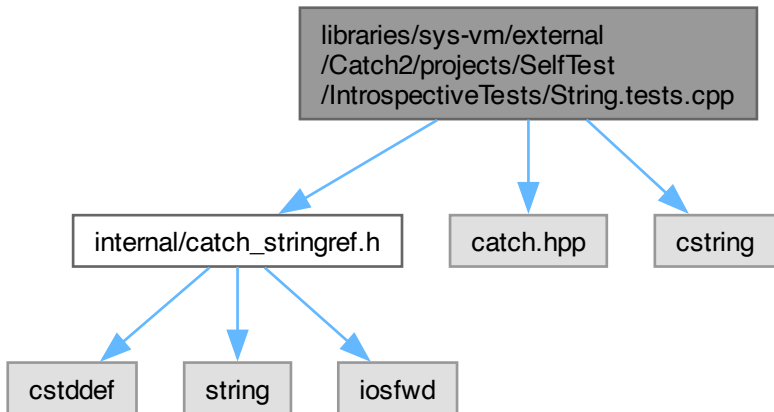 libraries/sys-vm/external
/Catch2/projects/SelfTest
/IntrospectiveTests/String.tests.cpp
internal/catch_stringref.h
catch.hpp
cstring
cstddef
string
iosfwd